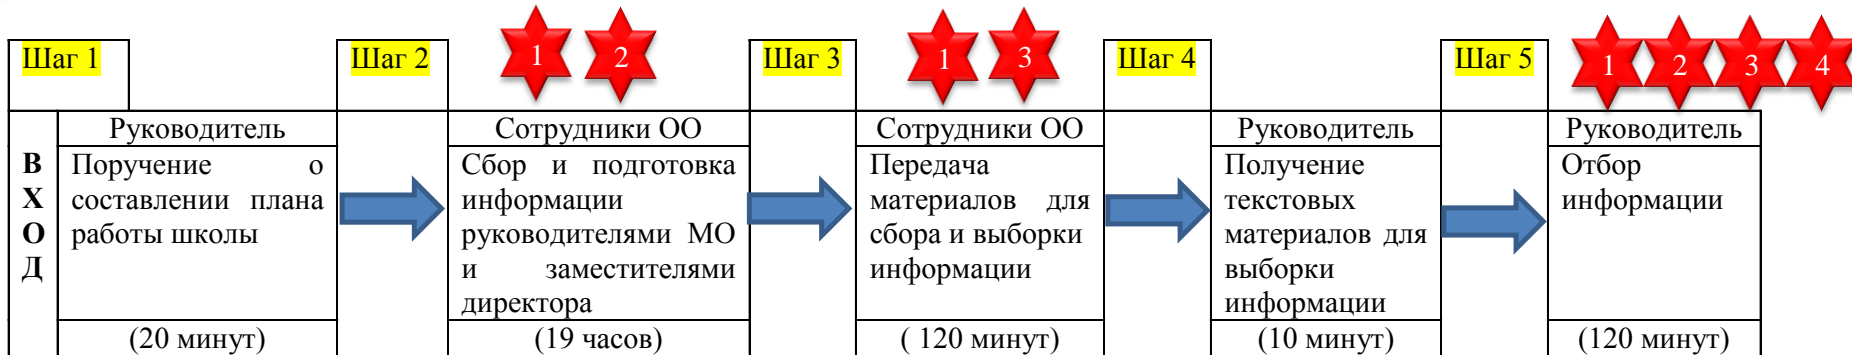 Шаг 1
Шаг 2
1 2
Шаг 3
1 3
Шаг 4
Шаг 5
1 2 3 4
ВХОД
Руководитель
Поручение о
составлении плана
работы школы
(20 минут)
Сотрудники ОО
Сбор и подготовка
информации
руководителями МО
и заместителями
директора
(19 часов)
Сотрудники ОО
Передача
материалов для
сбора и выборки
информации
( 120 минут)
Руководитель
Получение
текстовых
материалов для
выборки
информации
(10 минут)
Руководитель
Отбор
информации
(120 минут)